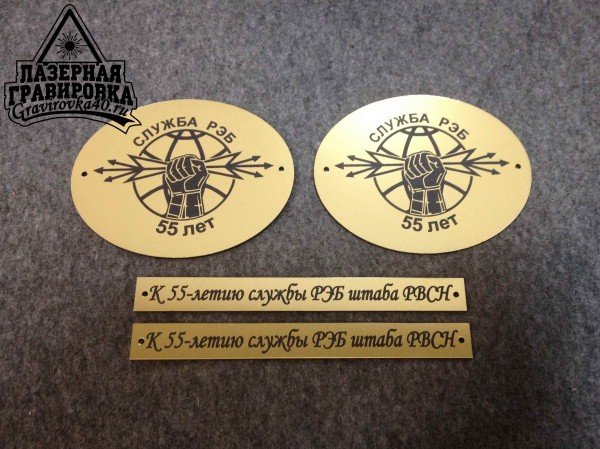 ЛАЗЕРНАЯ
ГРАВИРОВКА
Gravirovka40.ru
СЛУЖБА РЭБ
55 лет
СЛУЖБА РЭБ
55 лет
К 55-летию службы РЭБ штаба РВСН
К 55-летию службы РЭБ штаба РВСН